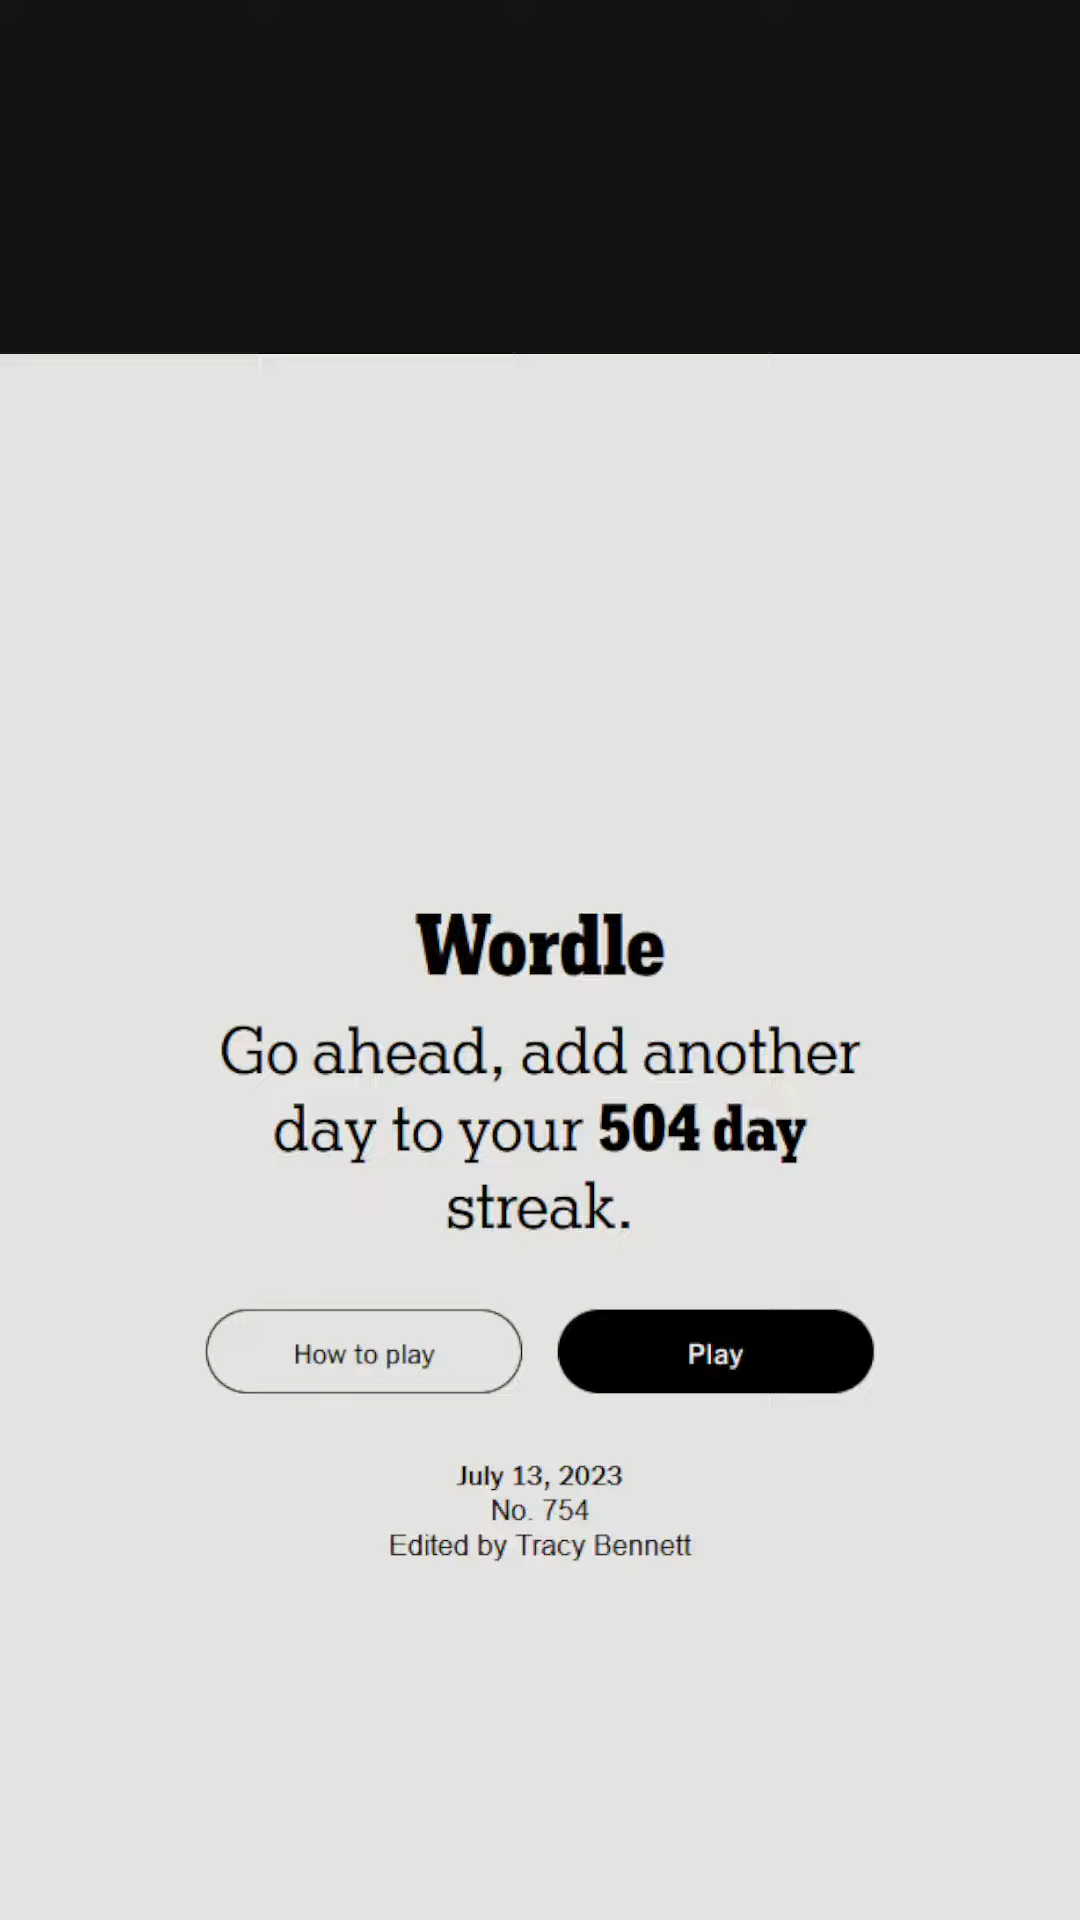 Wordle
Go ahead, add another
day to your 504 day
streak.
How to play
Play
July 13, 2023
No. 754
Edited by Tracy Bennett